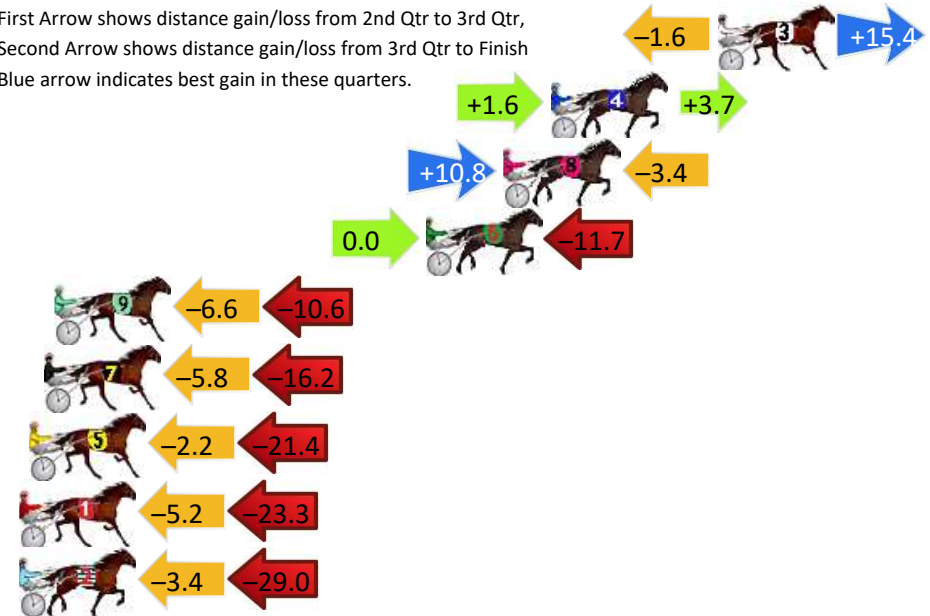 First Arrow shows distance gain/loss from 2nd Qtr to 3rd Qtr,
Second Arrow shows distance gain/loss from 3rd Qtr to Finish
Blue arrow indicates best gain in these quarters.
–1.6 3 +15.4
+1.6 4 +3.7
+10.8 8 –3.4
0.0 –11.7
9 –6.6 –10.6
7 –5.8 –16.2
5 –2.2 –21.4
1 –5.2 –23.3
2 –3.4 –29.0